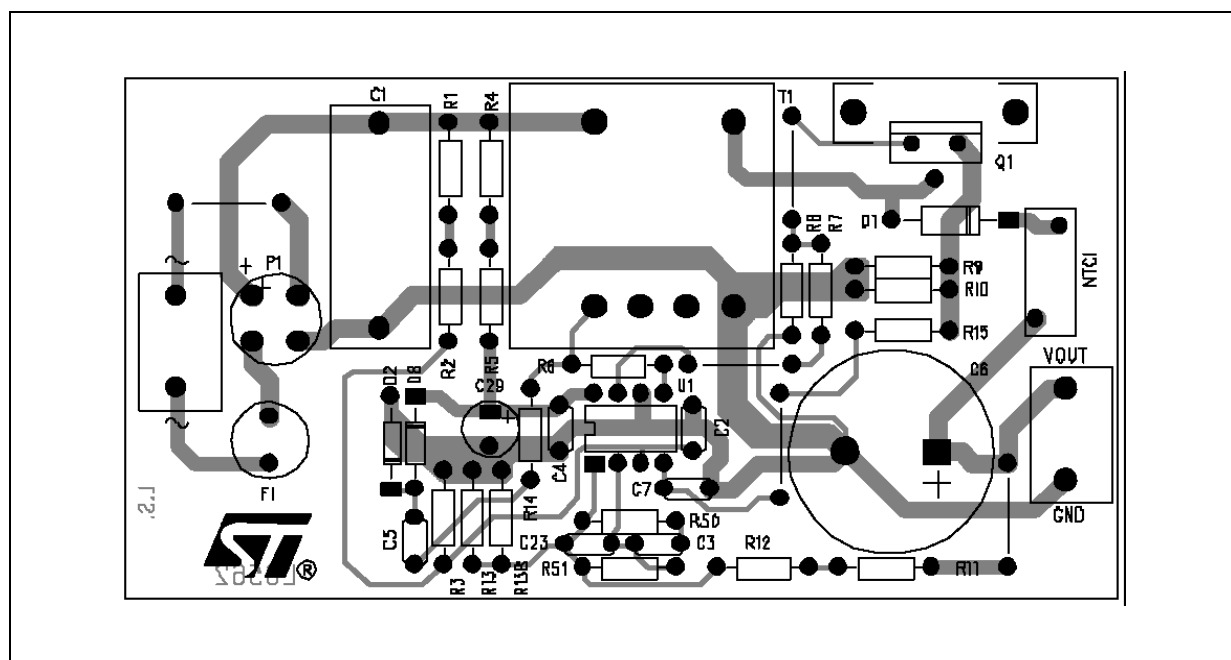 C1
R1
R4
T1
Q1
D1
R8
R7
P1
+
+
~
~
R9
R10
NTC1
R15
R2
R5
R6
D2
D8
C29
+
U1
C6
VOUT
C4
C2
F1
C7
+
GND
R14
C5
C23
R50
C3
R12
R51
R11
R3
R13
R13B
ST
®
L6562